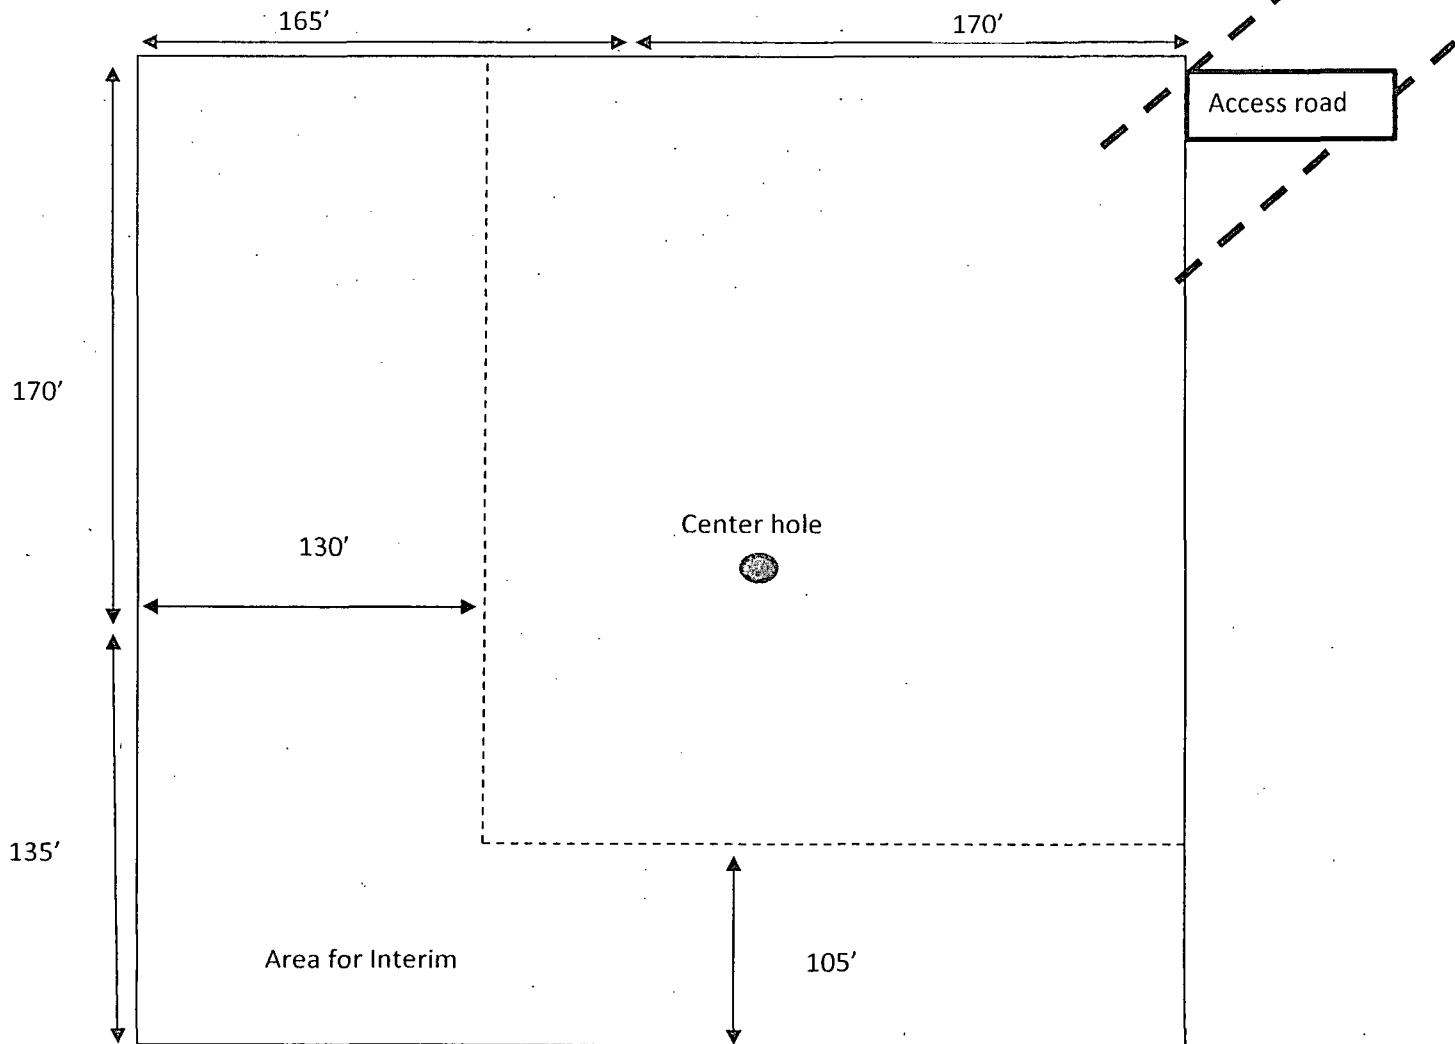 165’
170’
Access road
170’
Center hole
130’
135’
Area for Interim
105’